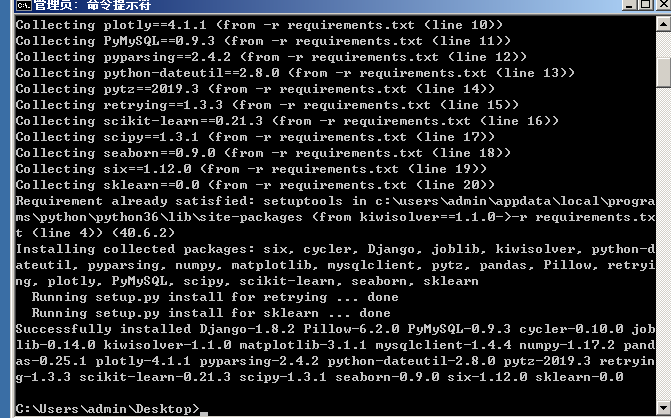 管理员: 命令提示符
Collecting plotly==4.1.1 (from -r requirements.txt (line 10))
Collecting PyMySQL==0.9.3 (from -r requirements.txt (line 11))
Collecting pyparsing==2.4.2 (from -r requirements.txt (line 12))
Collecting python-dateutil==2.8.0 (from -r requirements.txt (line 13))
Collecting pytz==2019.3 (from -r requirements.txt (line 14))
Collecting retrying==1.3.3 (from -r requirements.txt (line 15))
Collecting scikit-learn==0.21.3 (from -r requirements.txt (line 16))
Collecting scipy==1.3.1 (from -r requirements.txt (line 17))
Collecting seaborn==0.9.0 (from -r requirements.txt (line 18))
Collecting six==1.12.0 (from -r requirements.txt (line 19))
Collecting sklearn==0.0 (from -r requirements.txt (line 20))
Requirement already satisfied: setuptools in c:\users\admin\appdata\local\progra
ms\python\python36\lib\site-packages (from kiwisolver==1.1.0->-r requirements.tx
t (line 4)) (40.6.2)
Installing collected packages: six, cycler, Django, joblib, kiwisolver, python-d
ateutil, pyparsing, numpy, matplotlib, mysqlclient, pytz, pandas, Pillow, retryi
ng, plotly, PyMySQL, scipy, scikit-learn, seaborn, sklearn
  Running setup.py install for retrying ... done
  Running setup.py install for sklearn ... done
Successfully installed Django-1.8.2 Pillow-6.2.0 PyMySQL-0.9.3 cycler-0.10.0 job
lib-0.14.0 kiwisolver-1.1.0 matplotlib-3.1.1 mysqlclient-1.4.4 numpy-1.17.2 pand
as-0.25.1 plotly-4.1.1 pyparsing-2.4.2 python-dateutil-2.8.0 pytz-2019.3 retryin
g-1.3.3 scikit-learn-0.21.3 scipy-1.3.1 seaborn-0.9.0 six-1.12.0 sklearn-0.0
C:\Users\admin\Desktop>